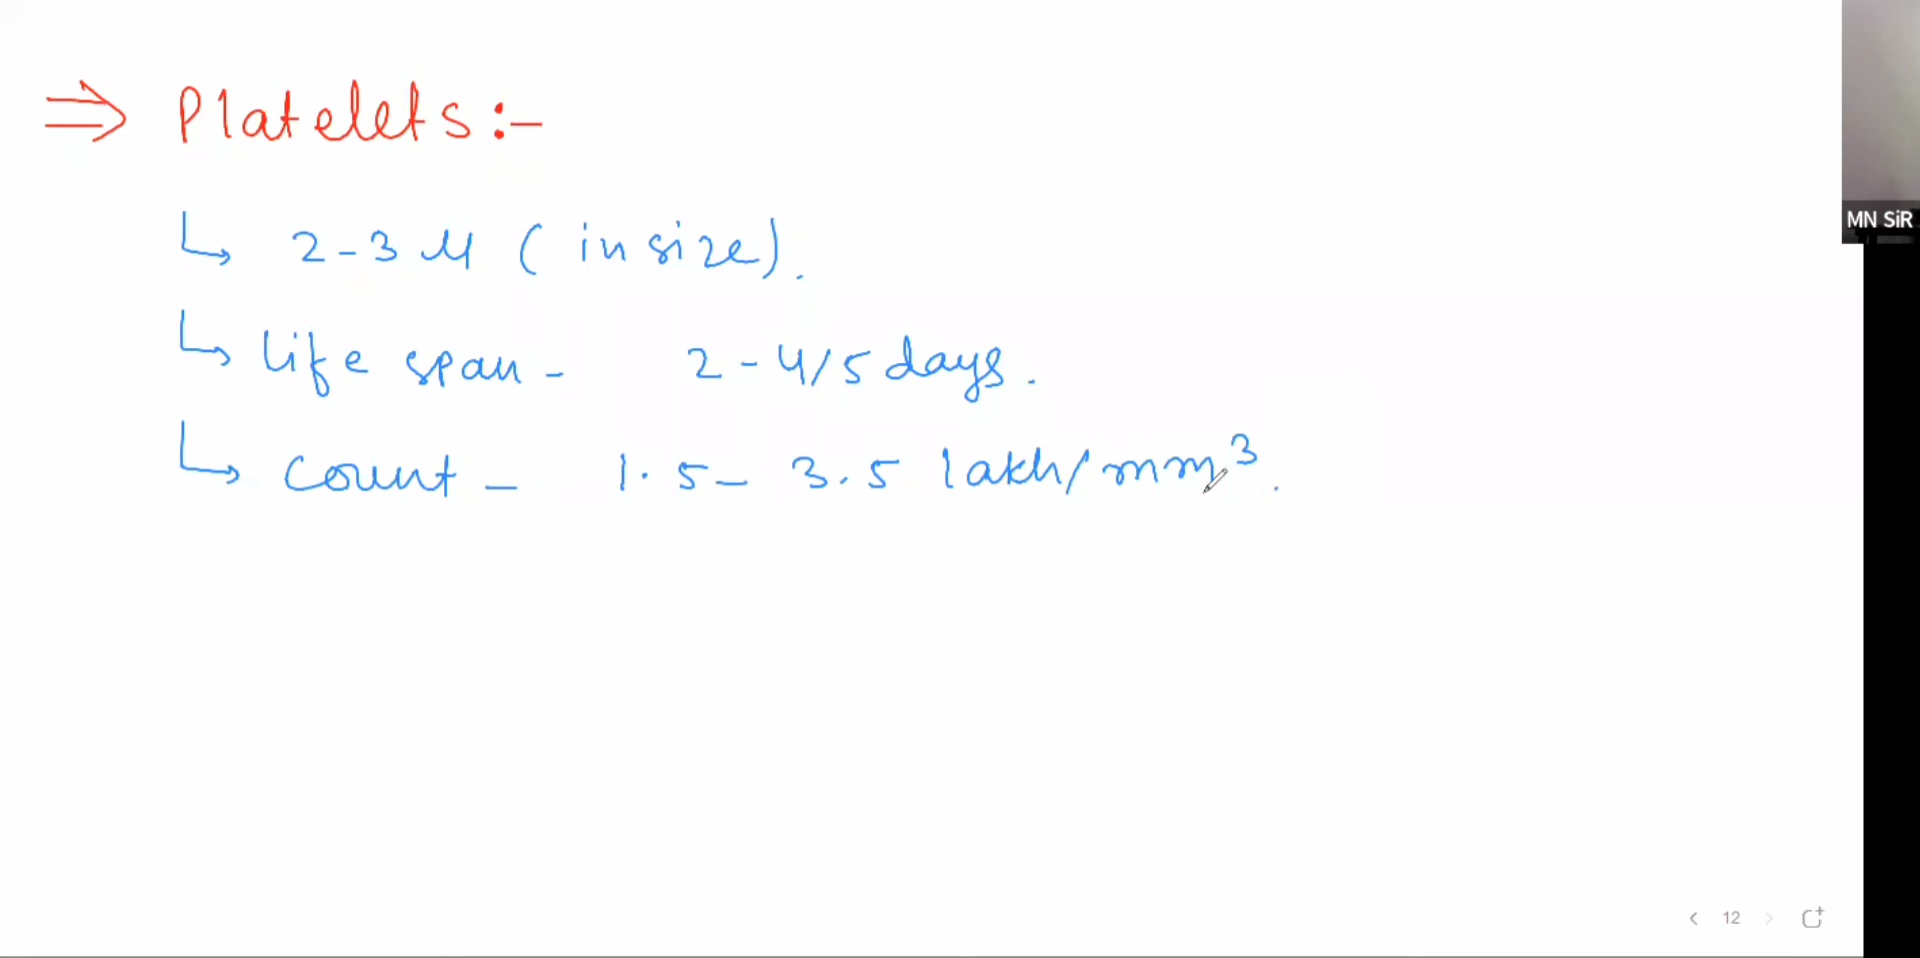 ⇒ Platelets:-
↳ 2-3 µ (in size).
↳ life span - 2-4/5 days.
↳ count - 1.5- 3.5 lakh/mm³.
MN SiR
12